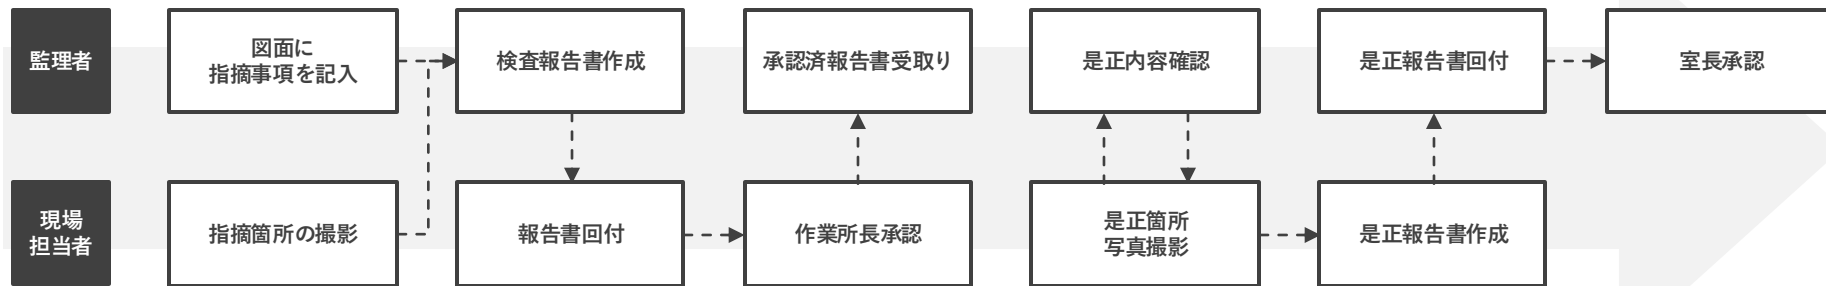 監理者
図面に
指摘事項を記入
検査報告書作成
承認済報告書受取り
是正内容確認
是正報告書回付
室長承認
現場
担当者
指摘箇所の撮影
報告書回付
作業所長承認
是正箇所
写真撮影
是正報告書作成